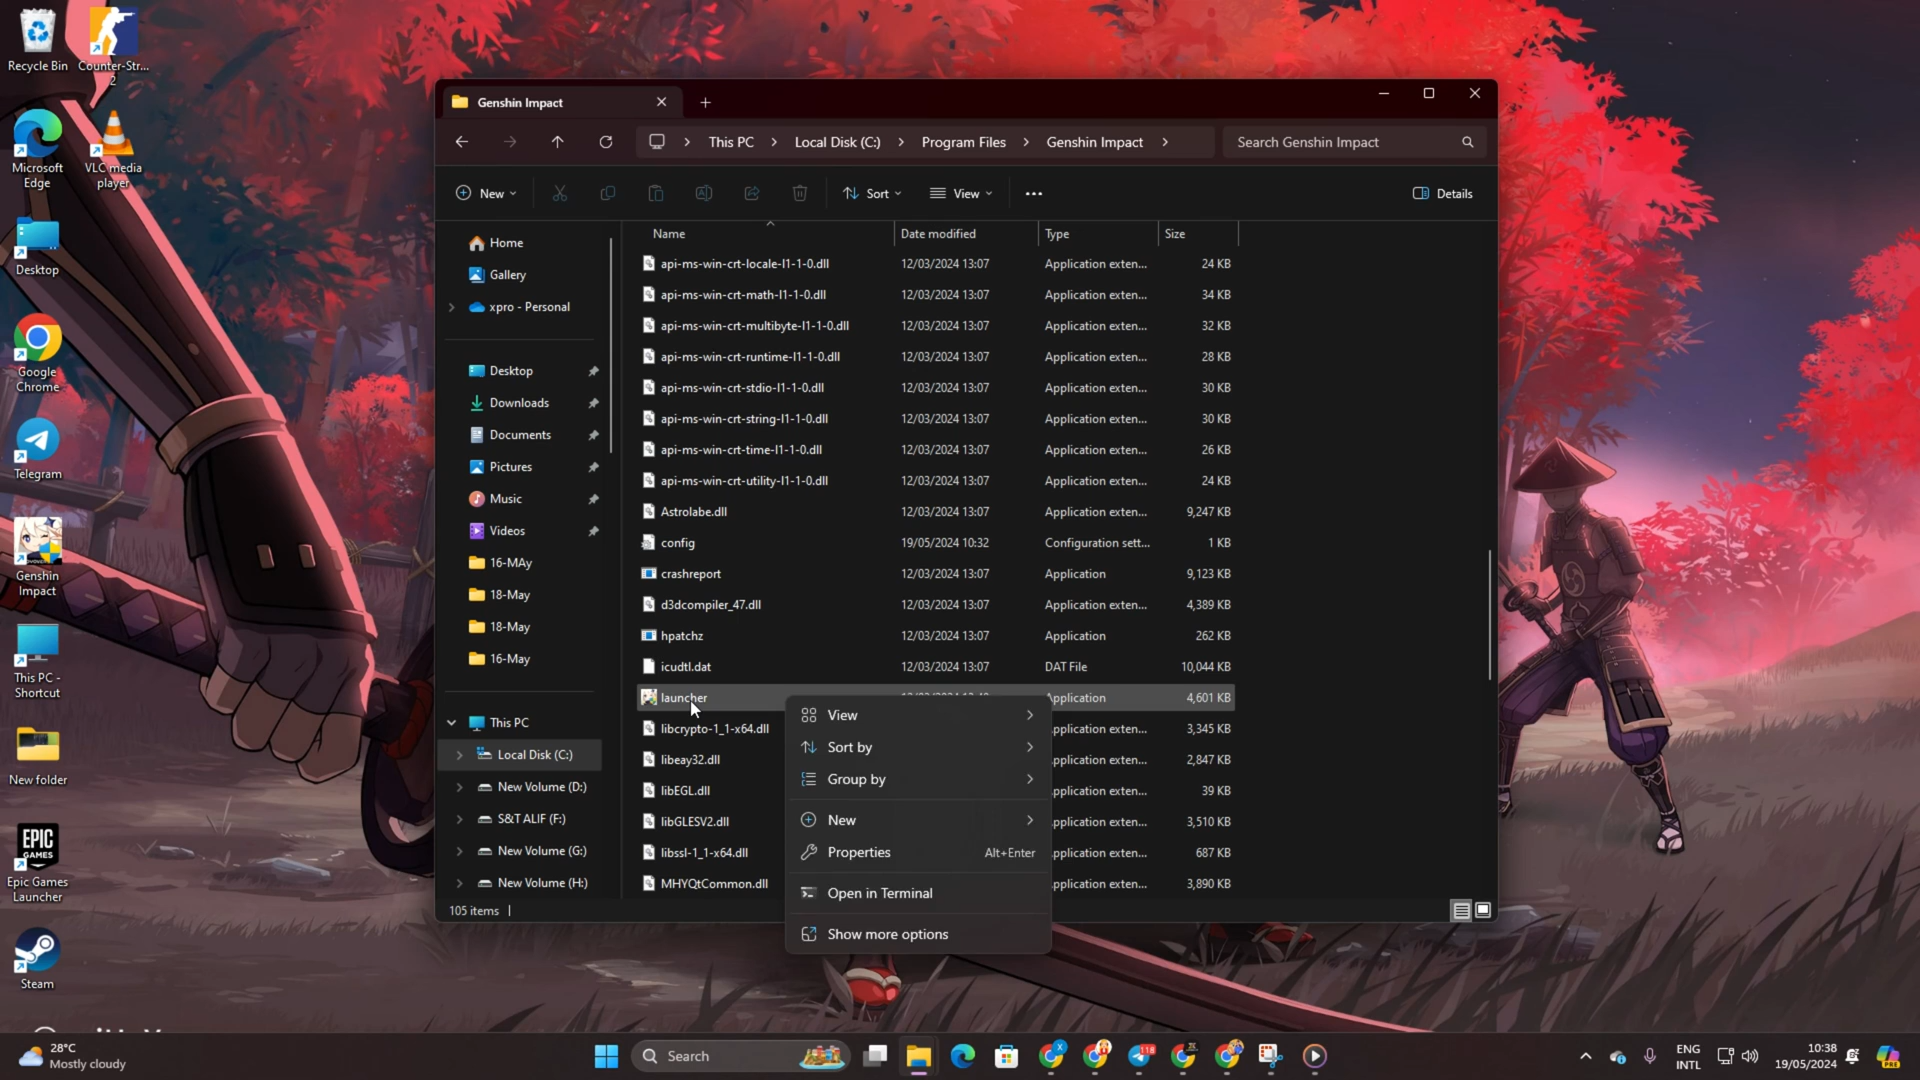 Recycle Bin
Counter-Str...
2
Microsoft
Edge
VLC media
player
Desktop
Google
Chrome
Telegram
Genshin
Impact
This PC -
Shortcut
New folder
EPIC
GAMES
Epic Games
Launcher
Steam
Genshin Impact
This PC
Local Disk (C:)
Program Files
Genshin Impact
Search Genshin Impact
New
Sort
View
Details
Home
Gallery
xpro - Personal
Desktop
Downloads
Documents
Pictures
Music
Videos
16-MAy
18-May
18-May
16-May
This PC
Local Disk (C:)
New Volume (D:)
S&T ALIF (F:)
New Volume (G:)
New Volume (H:)
Name Date modified Type Size
api-ms-win-crt-locale-l1-1-0.dll 12/03/2024 13:07 Application exten... 24 KB
api-ms-win-crt-math-l1-1-0.dll 12/03/2024 13:07 Application exten... 34 KB
api-ms-win-crt-multibyte-l1-1-0.dll 12/03/2024 13:07 Application exten... 32 KB
api-ms-win-crt-runtime-l1-1-0.dll 12/03/2024 13:07 Application exten... 28 KB
api-ms-win-crt-stdio-l1-1-0.dll 12/03/2024 13:07 Application exten... 30 KB
api-ms-win-crt-string-l1-1-0.dll 12/03/2024 13:07 Application exten... 30 KB
api-ms-win-crt-time-l1-1-0.dll 12/03/2024 13:07 Application exten... 26 KB
api-ms-win-crt-utility-l1-1-0.dll 12/03/2024 13:07 Application exten... 24 KB
Astrolabe.dll 12/03/2024 13:07 Application exten... 9,247 KB
config 19/05/2024 10:32 Configuration sett... 1 KB
crashreport 12/03/2024 13:07 Application 9,123 KB
d3dcompiler_47.dll 12/03/2024 13:07 Application exten... 4,389 KB
hpatchz 12/03/2024 13:07 Application 262 KB
icudtl.dat 12/03/2024 13:07 DAT File 10,044 KB
launcher Application 4,601 KB
libcrypto-1_1-x64.dll pplication exten... 3,345 KB
libeay32.dll pplication exten... 2,847 KB
libEGL.dll pplication exten... 39 KB
libGLESV2.dll pplication exten... 3,510 KB
libssl-1_1-x64.dll pplication exten... 687 KB
MHYQtCommon.dll pplication exten... 3,890 KB
View
Sort by
Group by
New
Properties Alt+Enter
Open in Terminal
Show more options
105 items
28°C
Mostly cloudy
Search
118
ENG
INTL
10:38
19/05/2024
PRE